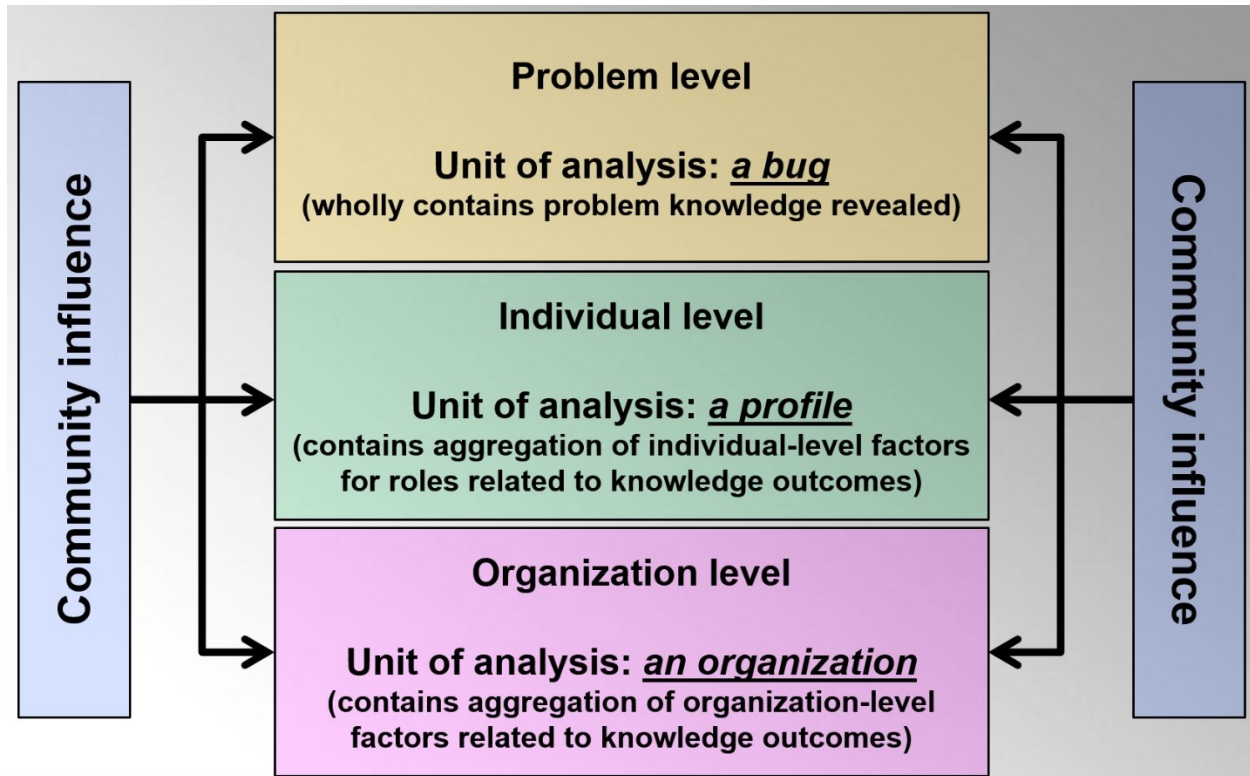 Community influence
Problem level
Unit of analysis: a bug
(wholly contains problem knowledge revealed)
Individual level
Unit of analysis: a profile
(contains aggregation of individual-level factors
for roles related to knowledge outcomes)
Organization level
Unit of analysis: an organization
(contains aggregation of organization-level
factors related to knowledge outcomes)
Community influence